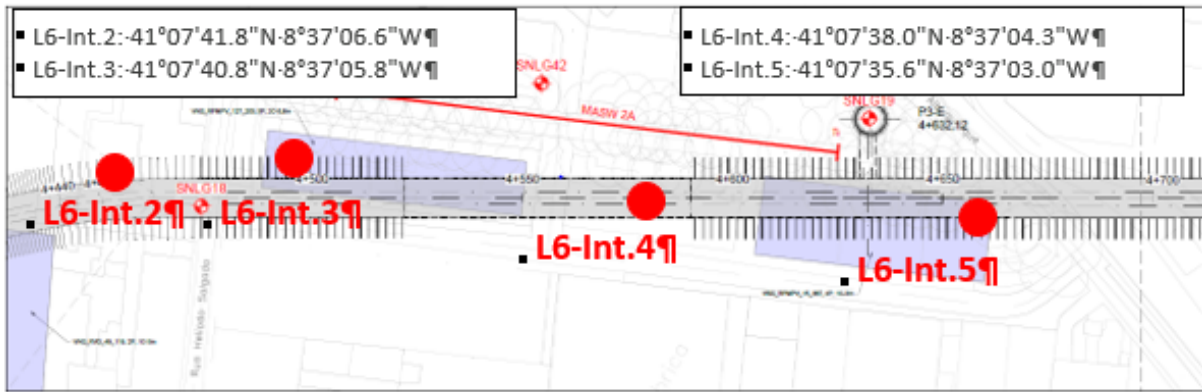 ▪ L6-Int.2:·41°07'41.8"N·8°37'06.6"W¶
▪ L6-Int.3:·41°07'40.8"N·8°37'05.8"W¶
▪ L6-Int.4:·41°07'38.0"N·8°37'04.3"W¶
▪ L6-Int.5:·41°07'35.6"N·8°37'03.0"W¶
SNLG42
MASW 2A
SNLG19
P3-E
4+632.12
4+500
4+550
4+600
4+650
4+700
SNLG18
L6-Int.2¶
L6-Int.3¶
L6-Int.4¶
L6-Int.5¶
Salgado